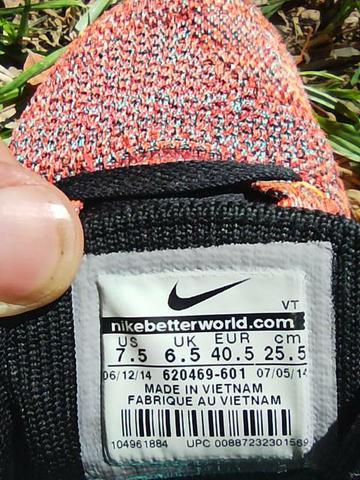 VT
nikebetterworld.com
US UK EUR cm
7.5 6.5 40.5 25.5
06/12/14 620469-601 07/05/14
MADE IN VIETNAM
FABRIQUE AU VIETNAM
104961884 UPC 00887232301569